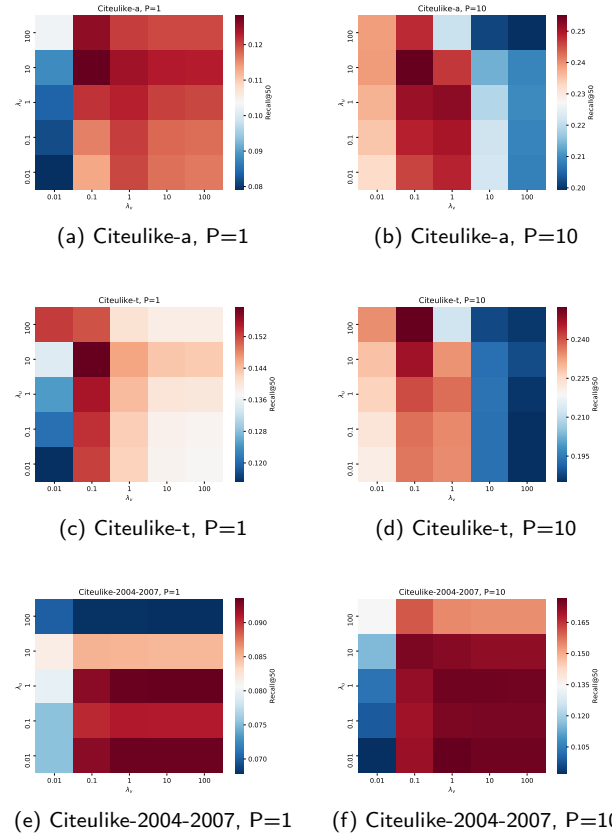 Citeulike-a, P=1
100
10
1
0.1
0.01
λu
0.01 0.1 1 10 100
λv
0.12
0.11
0.10
0.09
0.08
Recall@50
(a) Citeulike-a, P=1
Citeulike-a, P=10
100
10
1
0.1
0.01
λu
0.01 0.1 1 10 100
λv
0.25
0.24
0.23
0.22
0.21
0.20
Recall@50
(b) Citeulike-a, P=10
Citeulike-t, P=1
100
10
1
0.1
0.01
λu
0.01 0.1 1 10 100
λv
0.152
0.144
0.136
0.128
0.120
Recall@50
(c) Citeulike-t, P=1
Citeulike-t, P=10
100
10
1
0.1
0.01
λu
0.01 0.1 1 10 100
λv
0.240
0.225
0.210
0.195
Recall@50
(d) Citeulike-t, P=10
Citeulike-2004-2007, P=1
100
10
1
0.1
0.01
λu
0.01 0.1 1 10 100
λv
0.090
0.085
0.080
0.075
0.070
Recall@50
(e) Citeulike-2004-2007, P=1
Citeulike-2004-2007, P=10
100
10
1
0.1
0.01
λu
0.01 0.1 1 10 100
λv
0.165
0.150
0.135
0.120
0.105
Recall@50
(f) Citeulike-2004-2007, P=10